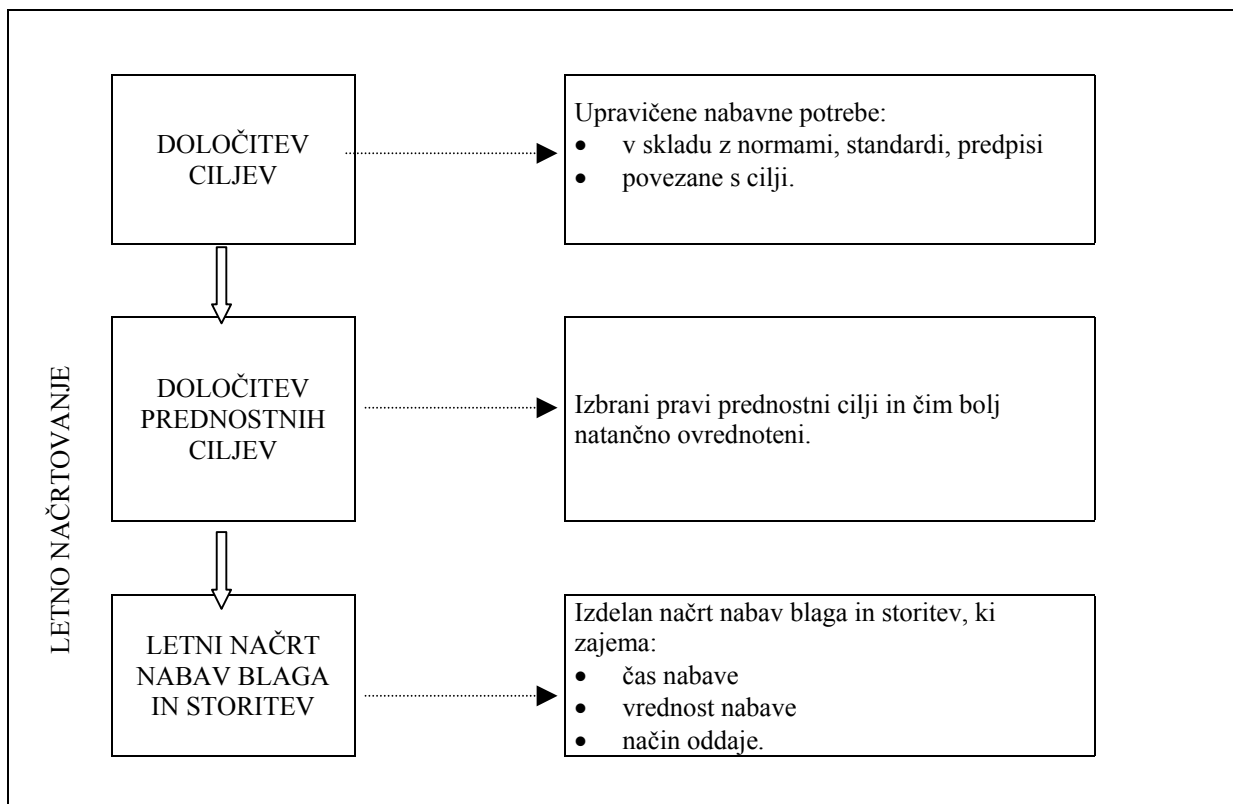 LETNO NAČRTOVANJE
DOLOČITEV
CILJEV
Upravičene nabavne potrebe:
• v skladu z normami, standardi, predpisi
• povezane s cilji.
DOLOČITEV
PREDNOSTNIH
CILJEV
Izbrani pravi prednostni cilji in čim bolj
natančno ovrednoteni.
LETNI NAČRT
NABAV BLAGA
IN STORITEV
Izdelan načrt nabav blaga in storitev, ki
zajema:
• čas nabave
• vrednost nabave
• način oddaje.